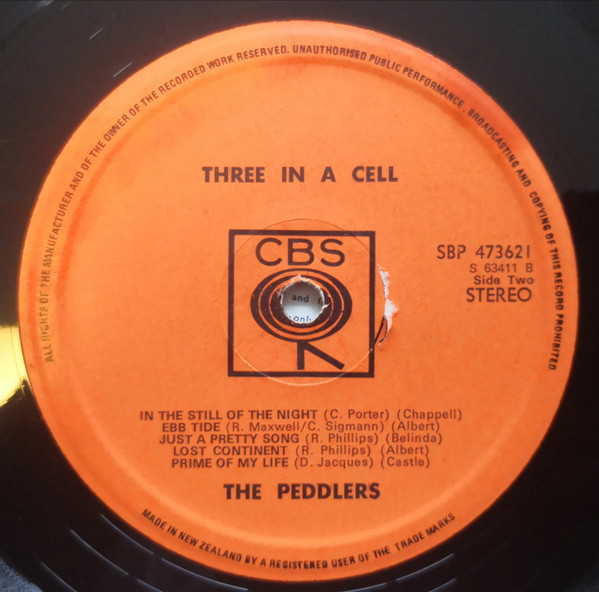 ALL RIGHTS OF THE MANUFACTURER AND OF THE OWNER OF THE RECORDED WORK RESERVED. UNAUTHORISED PUBLIC PERFORMANCE, BROADCASTING AND COPYING OF THIS RECORD PROHIBITED
THREE IN A CELL
CBS
and
only
SBP 473621
S 63411 B
Side Two
STEREO
IN THE STILL OF THE NIGHT (C. Porter) (Chappell)
EBB TIDE (R. Maxwell/C. Sigmann) (Albert)
JUST A PRETTY SONG (R. Phillips) (Belinda)
LOST CONTINENT (R. Phillips) (Albert)
PRIME OF MY LIFE (D. Jacques) (Castle)
THE PEDDLERS
MADE IN NEW ZEALAND BY A REGISTERED USER OF THE TRADE MARKS